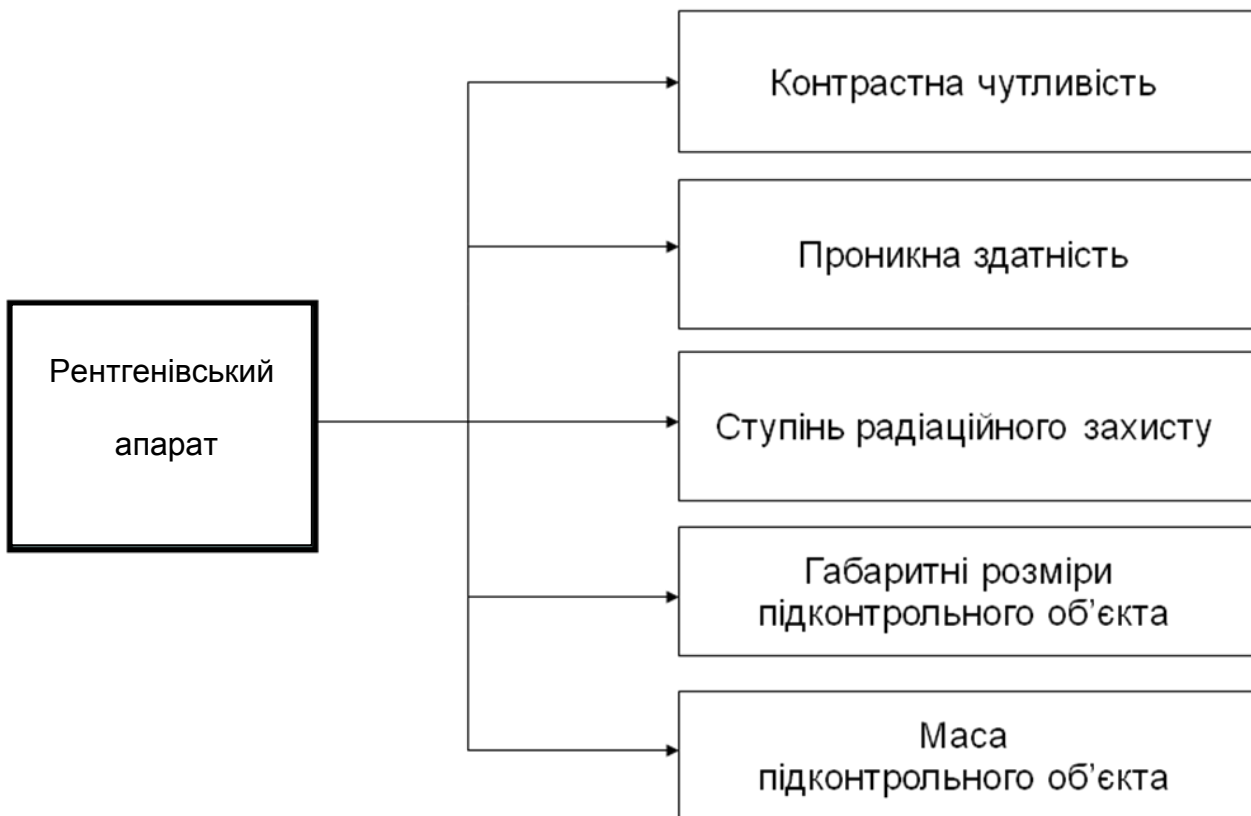 Контрастна чутливість
Проникна здатність
Рентгенівський
апарат
Ступінь радіаційного захисту
Габаритні розміри
підконтрольного об’єкта
Маса
підконтрольного об’єкта